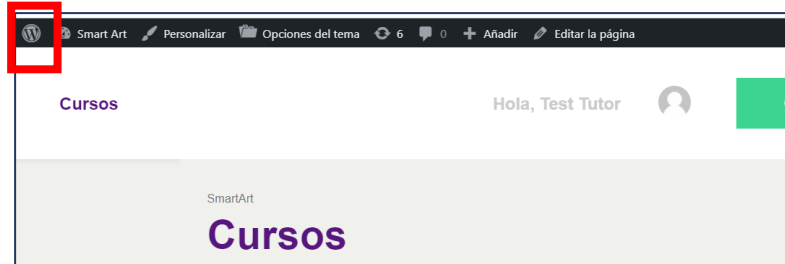 Smart Art Personalizar Opciones del tema 6 0 Añadir Editar la página
Cursos Hola, Test Tutor
SmartArt
Cursos